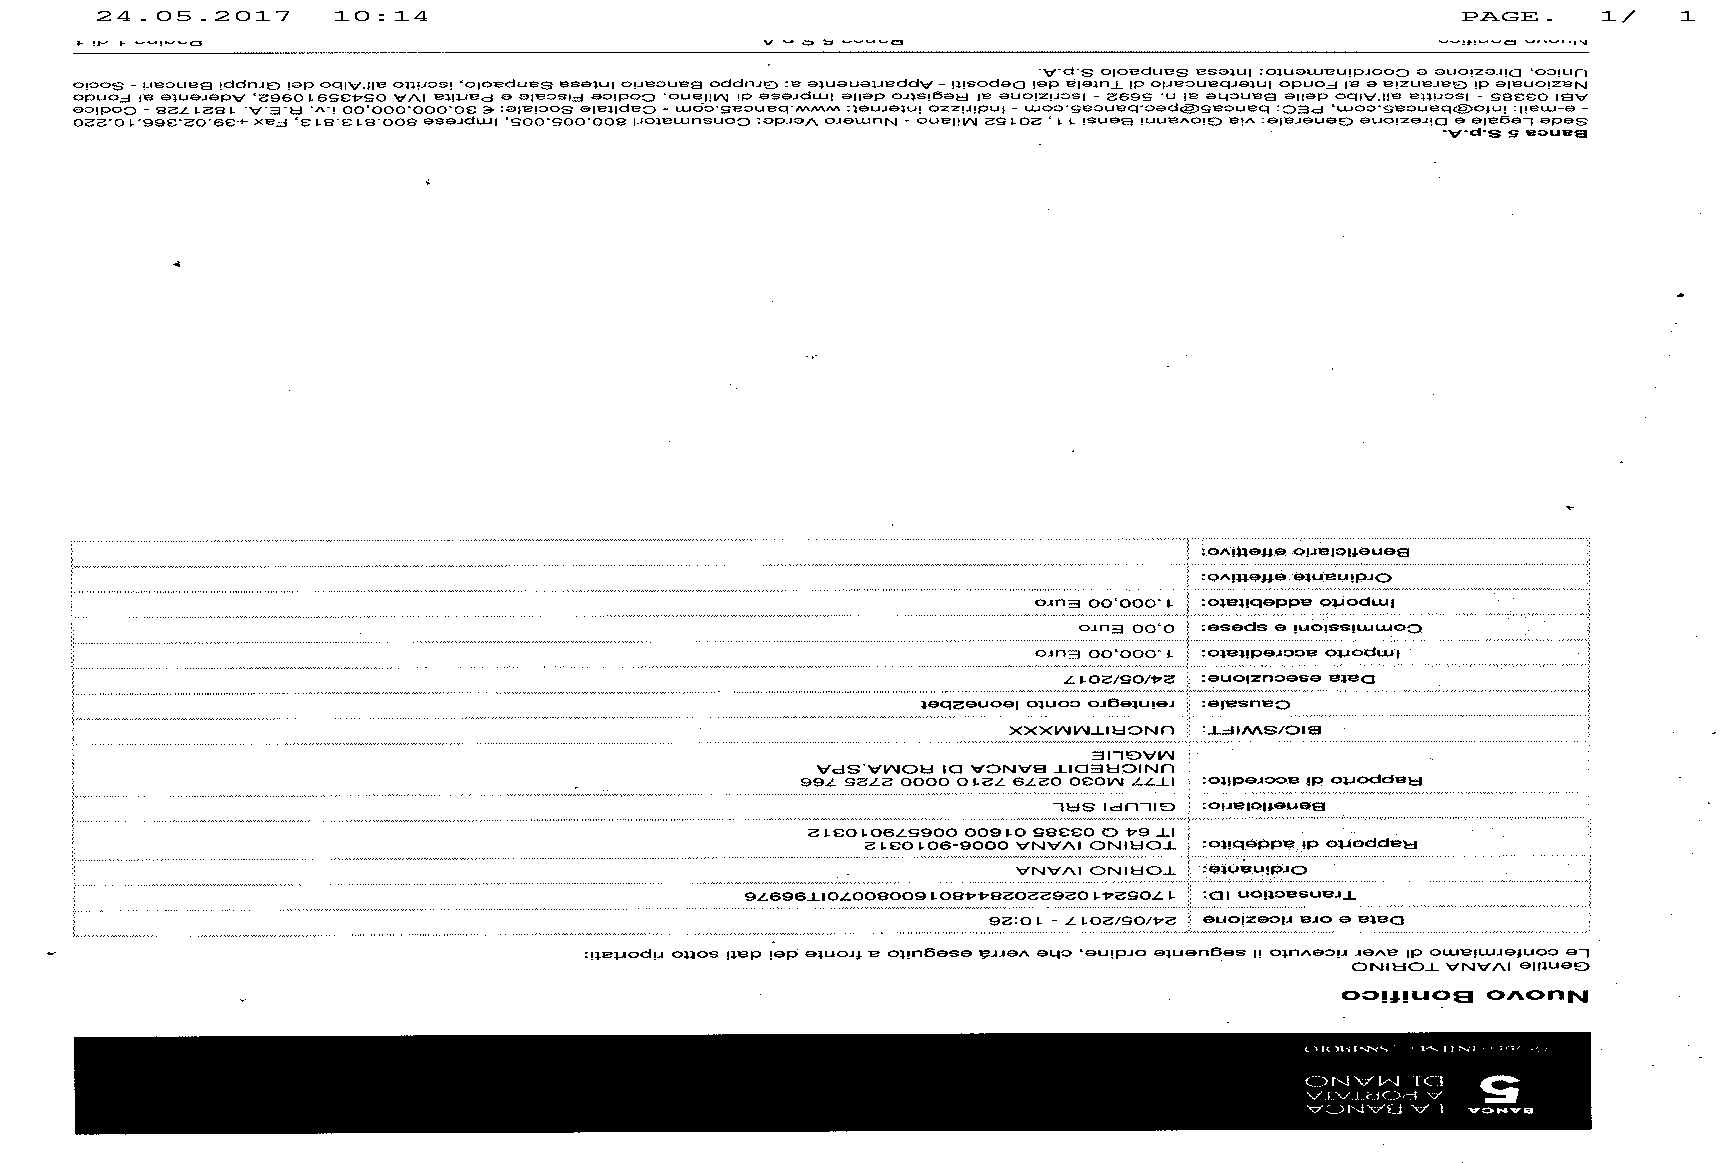 24.05.2017 10:14 PAGE. 1/ 1
BANCA 5 LA BANCA
A PORTATA
DI MANO
Nuovo Bonifico
Gentile IVANA TORINO
Le confermiamo di aver ricevuto il seguente ordine, che verrà eseguito a fronte dei dati sotto riportati:
Data e ora ricezione 24/05/2017 - 10:26
Transaction ID: 1705241026220284480160080070IT96976
Ordinante: TORINO IVANA
Rapporto di addebito: TORINO IVANA 0006-9010312
IT 64 Q 03385 01600 006579010312
Beneficiario: GILUPI SRL
Rapporto di accredito: IT77 M030 0279 7210 0000 2725 766
UNICREDIT BANCA DI ROMA.SPA
MAGLIE
BIC/SWIFT: UNCRITMMXXX
Causale: reintegro conto leone2bet
Data esecuzione: 24/05/2017
Importo accreditato: 1.000,00 Euro
Commissioni e spese: 0,00 Euro
Importo addebitato: 1.000,00 Euro
Ordinante effettivo:
Beneficiario effettivo:
Banca 5 S.p.A.
Sede Legale e Direzione Generale: via Giovanni Bensi 11, 20152 Milano - Numero Verde: Consumatori 800.005.005, Imprese 800.813.813, Fax +39.02.366.10.220
- e-mail: info@banca5.com, PEC: banca5@pec.banca5.com - Indirizzo internet: www.banca5.com - Capitale Sociale: € 30.000.000,00 i.v. R.E.A. 1821728 - Codice
ABI 03385 - Iscritta all'Albo delle Banche al n. 5692 - Iscrizione al Registro delle Imprese di Milano, Codice Fiscale e Partita IVA 05435910962, Aderente al Fondo
Nazionale di Garanzia e al Fondo Interbancario di Tutela dei Depositi - Appartenente a: Gruppo Bancario Intesa Sanpaolo, iscritto all'Albo dei Gruppi Bancari - Socio
Unico, Direzione e Coordinamento: Intesa Sanpaolo S.p.A.
Nuovo Bonifico Banca 5 S.p.A. Pagina 1 di 1